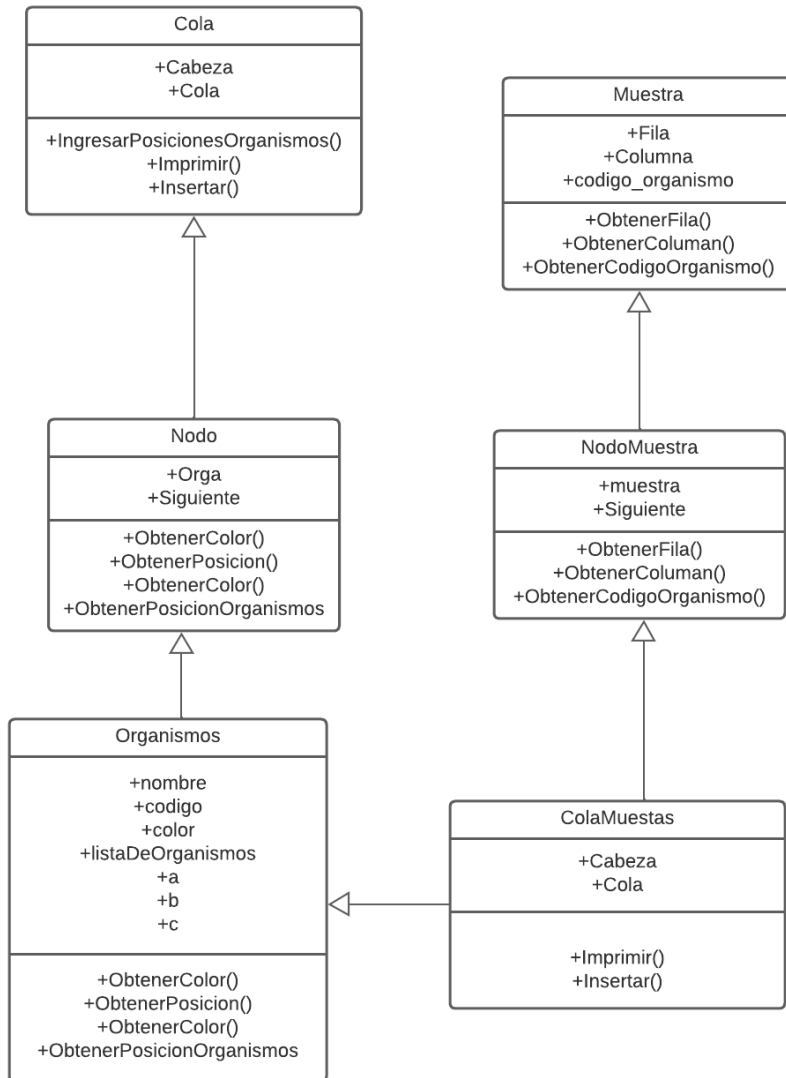 Cola
+Cabeza
+Cola
+IngresarPosicionesOrganismos()
+Imprimir()
+Insertar()
Muestra
+Fila
+Columna
+codigo_organismo
+ObtenerFila()
+ObtenerColuman()
+ObtenerCodigoOrganismo()
Nodo
+Orga
+Siguiente
+ObtenerColor()
+ObtenerPosicion()
+ObtenerColor()
+ObtenerPosicionOrganismos
NodoMuestra
+muestra
+Siguiente
+ObtenerFila()
+ObtenerColuman()
+ObtenerCodigoOrganismo()
Organismos
+nombre
+codigo
+color
+listaDeOrganismos
+a
+b
+c
+ObtenerColor()
+ObtenerPosicion()
+ObtenerColor()
+ObtenerPosicionOrganismos
ColaMuestas
+Cabeza
+Cola
+Imprimir()
+Insertar()